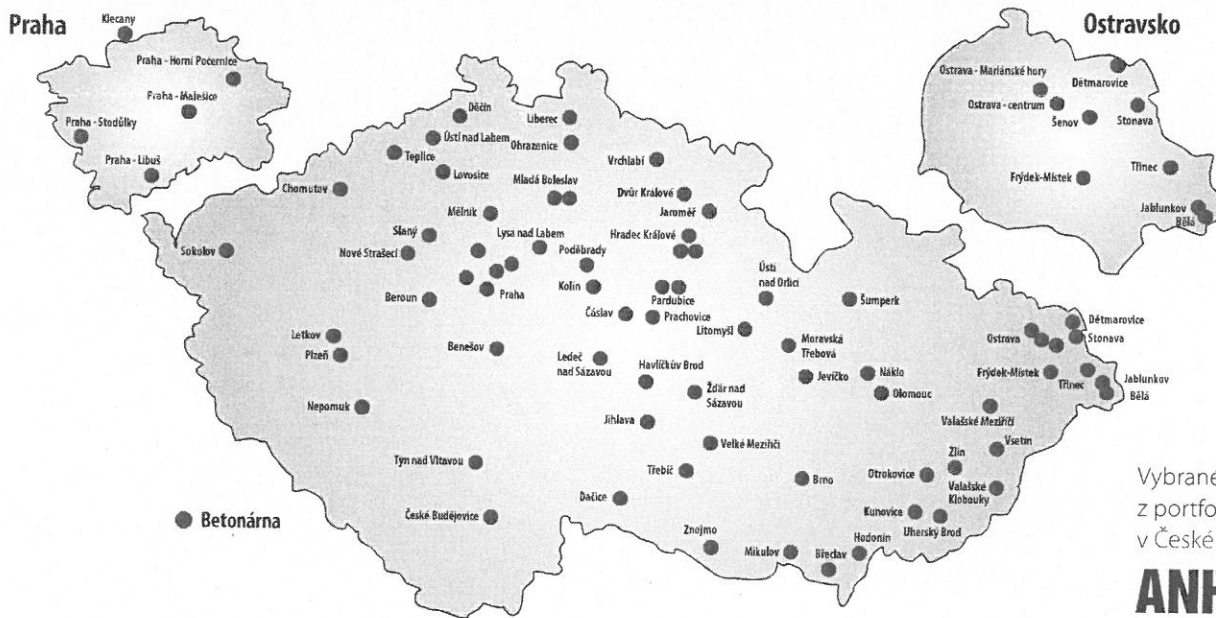 Praha
Klecany
Praha - Horní Počernice
Praha - Malešice
Praha - Stodůlky
Praha - Libuš
Ostravsko
Ostrava - Mariánské hory
Dětmarovice
Ostrava - centrum
Šenov
Stonava
Třinec
Frýdek-Místek
Jablunkov
Bělá
Děčín
Liberec
Ústí nad Labem
Ohrazenice
Teplice
Vrchlabí
Lovosice
Chomutov
Mladá Boleslav
Dvůr Králové
Mělník
Jaroměř
Slaný
Lysa nad Labem
Hradec Králové
Sokolov
Nové Strašecí
Poděbrady
Praha
Kolín
Pardubice
Ústí
nad Orlicí
Beroun
Čáslav
Prachovice
Šumperk
Litomyšl
Letkov
Plzeň
Benešov
Ledeč
nad Sázavou
Moravská
Třebová
Ostrava
Dětmarovice
Stonava
Havlíčkův Brod
Jevíčko
Náklo
Frýdek-Místek
Třinec
Jablunkov
Bělá
Žďár nad
Sázavou
Olomouc
Nepomuk
Valašské Meziříčí
Jihlava
Velké Meziříčí
Vsetín
Týn nad Vltavou
Třebíč
Brno
Otrokovice
Zlín
Valašské
Klobouky
Dačice
České Budějovice
Kunovice
Uherský Brod
Znojmo
Mikulov
Břeclav
Hodonín
Betonárna
Vybrané
z portfo
v České
ANH